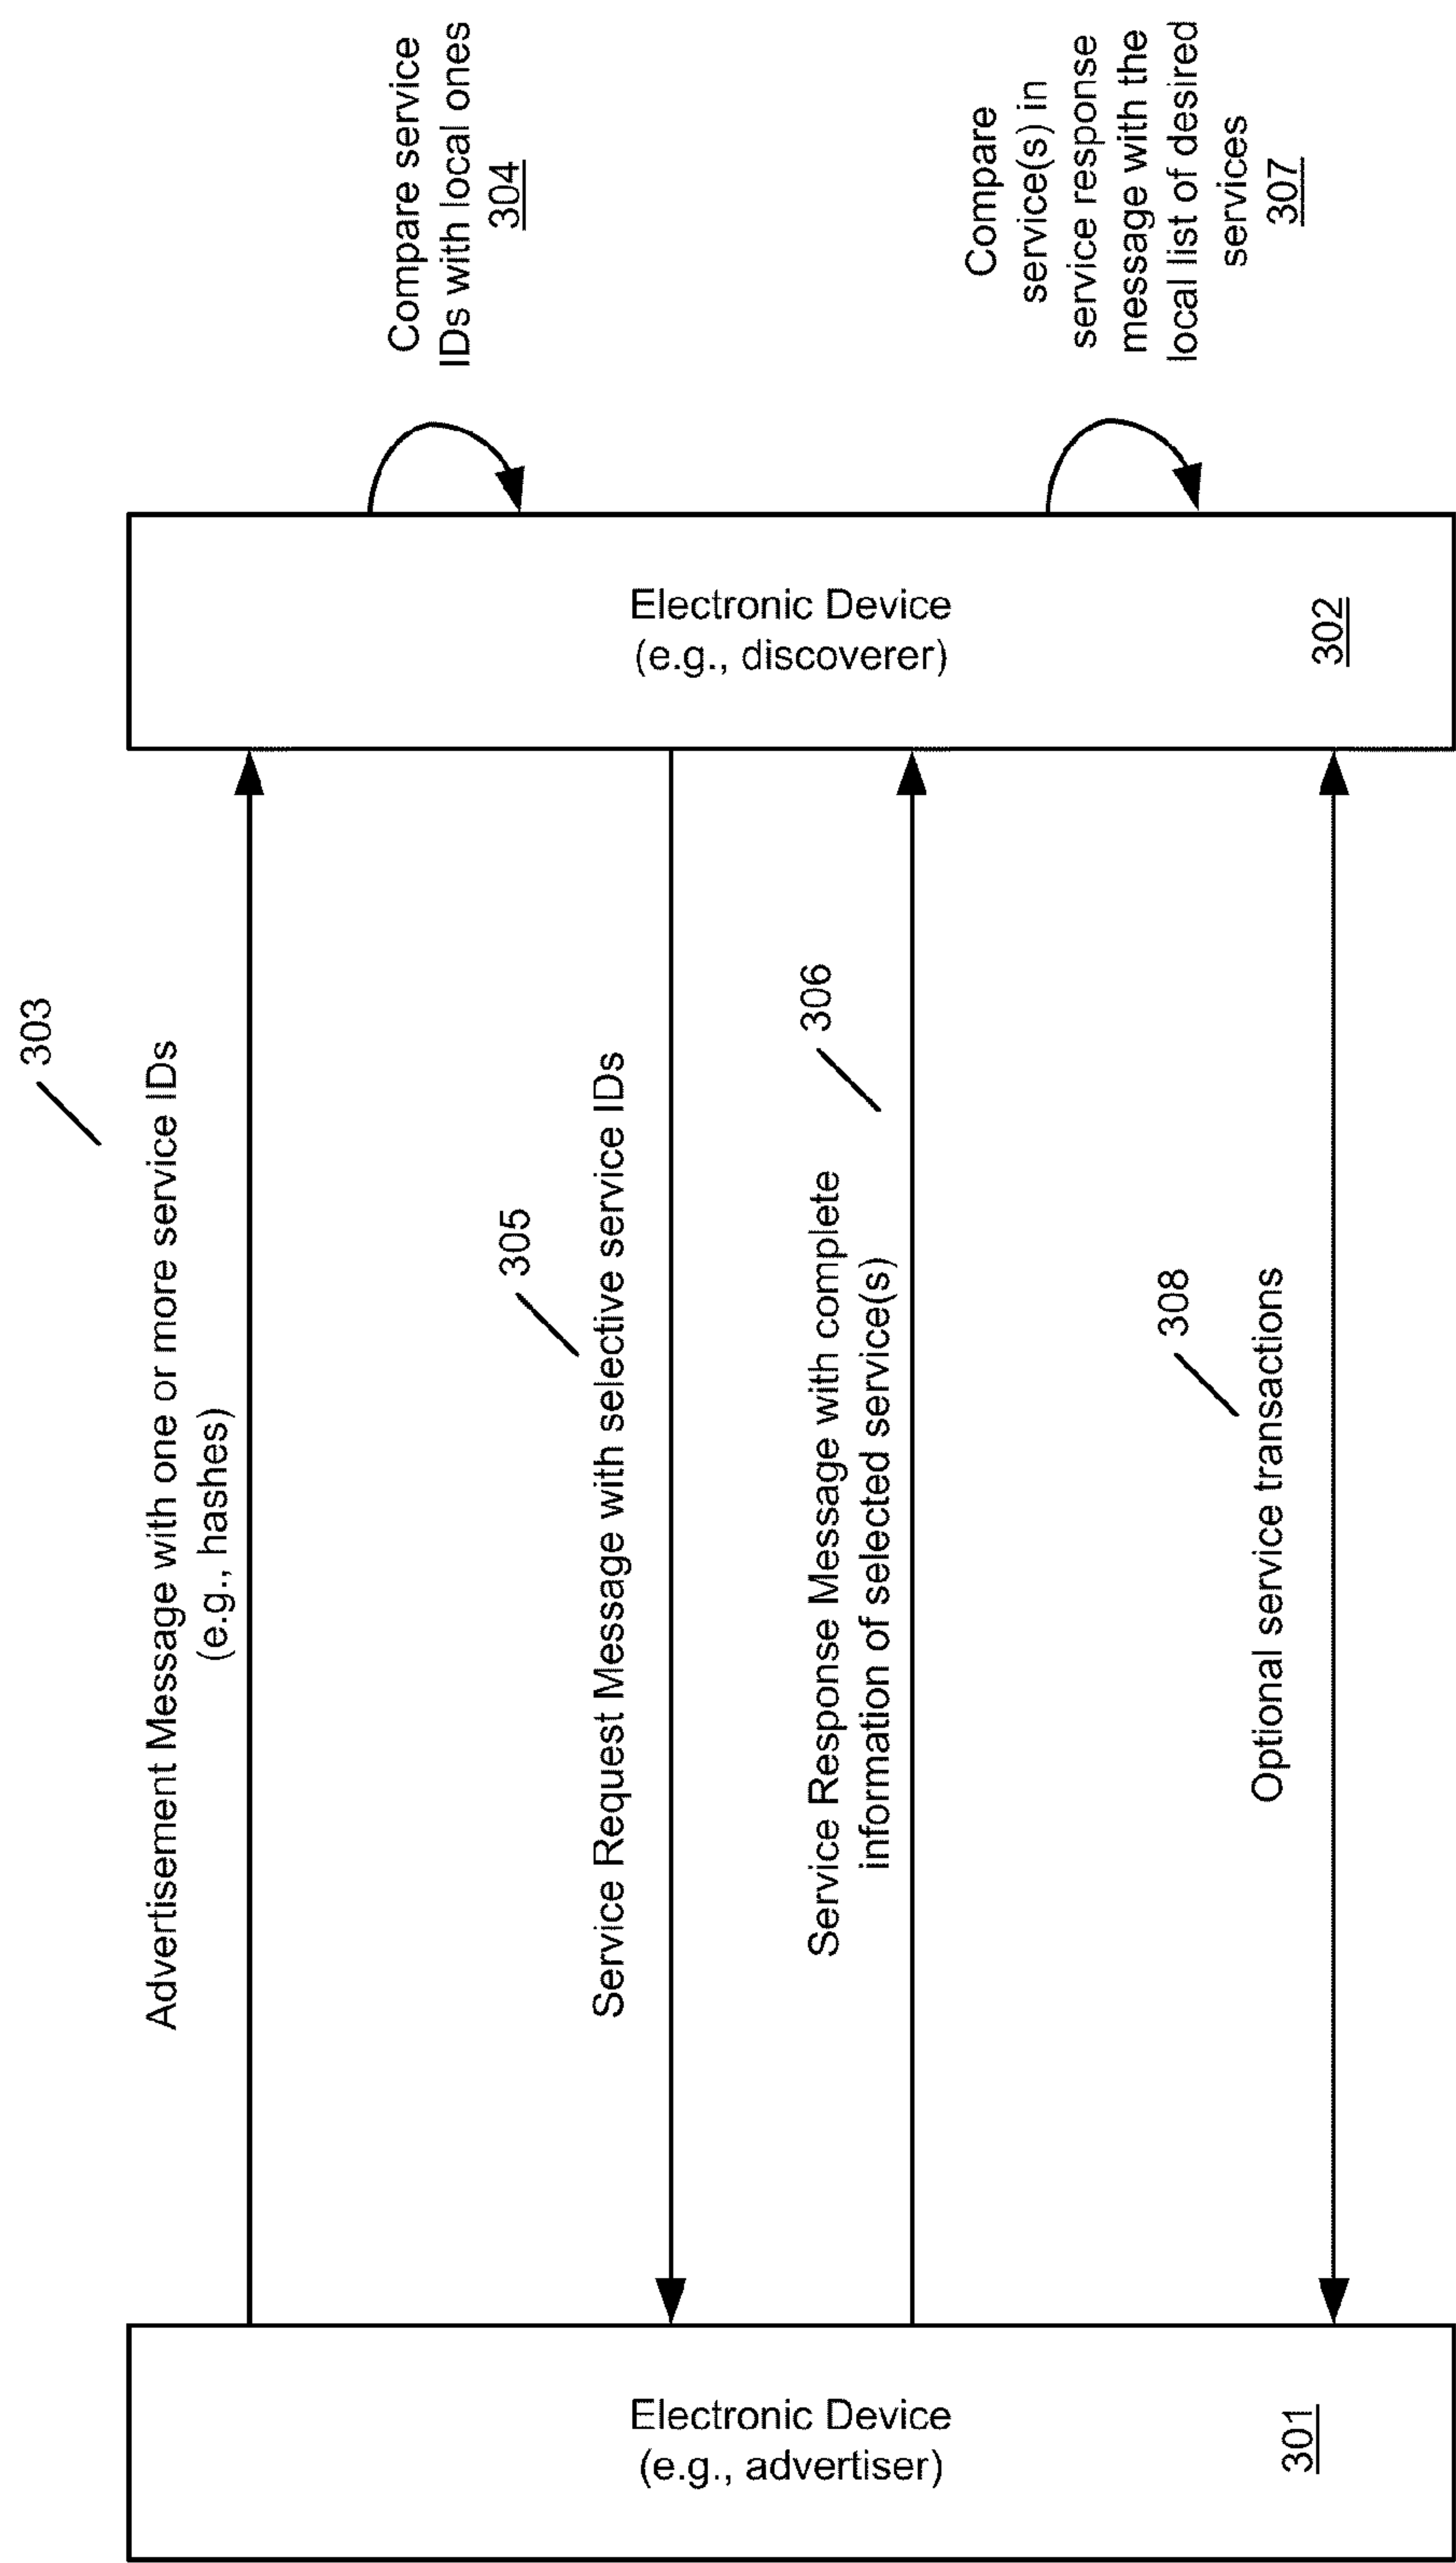 303
Advertisement Message with one or more service IDs
(e.g., hashes)
Compare service
IDs with local ones
304
305
Service Request Message with selective service IDs
306
Service Response Message with complete
information of selected service(s)
Compare
service(s) in
service response
message with the
local list of desired
services
307
308
Optional service transactions
Electronic Device
(e.g., advertiser)
301
Electronic Device
(e.g., discoverer)
302